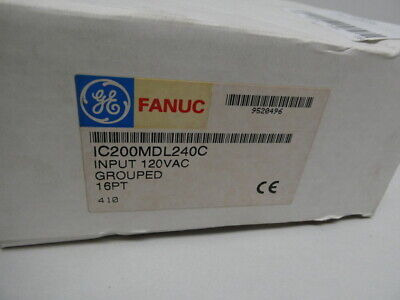 GE FANUC
9520496
IC200MDL240C
INPUT 120VAC
GROUPED
16PT
410
CE